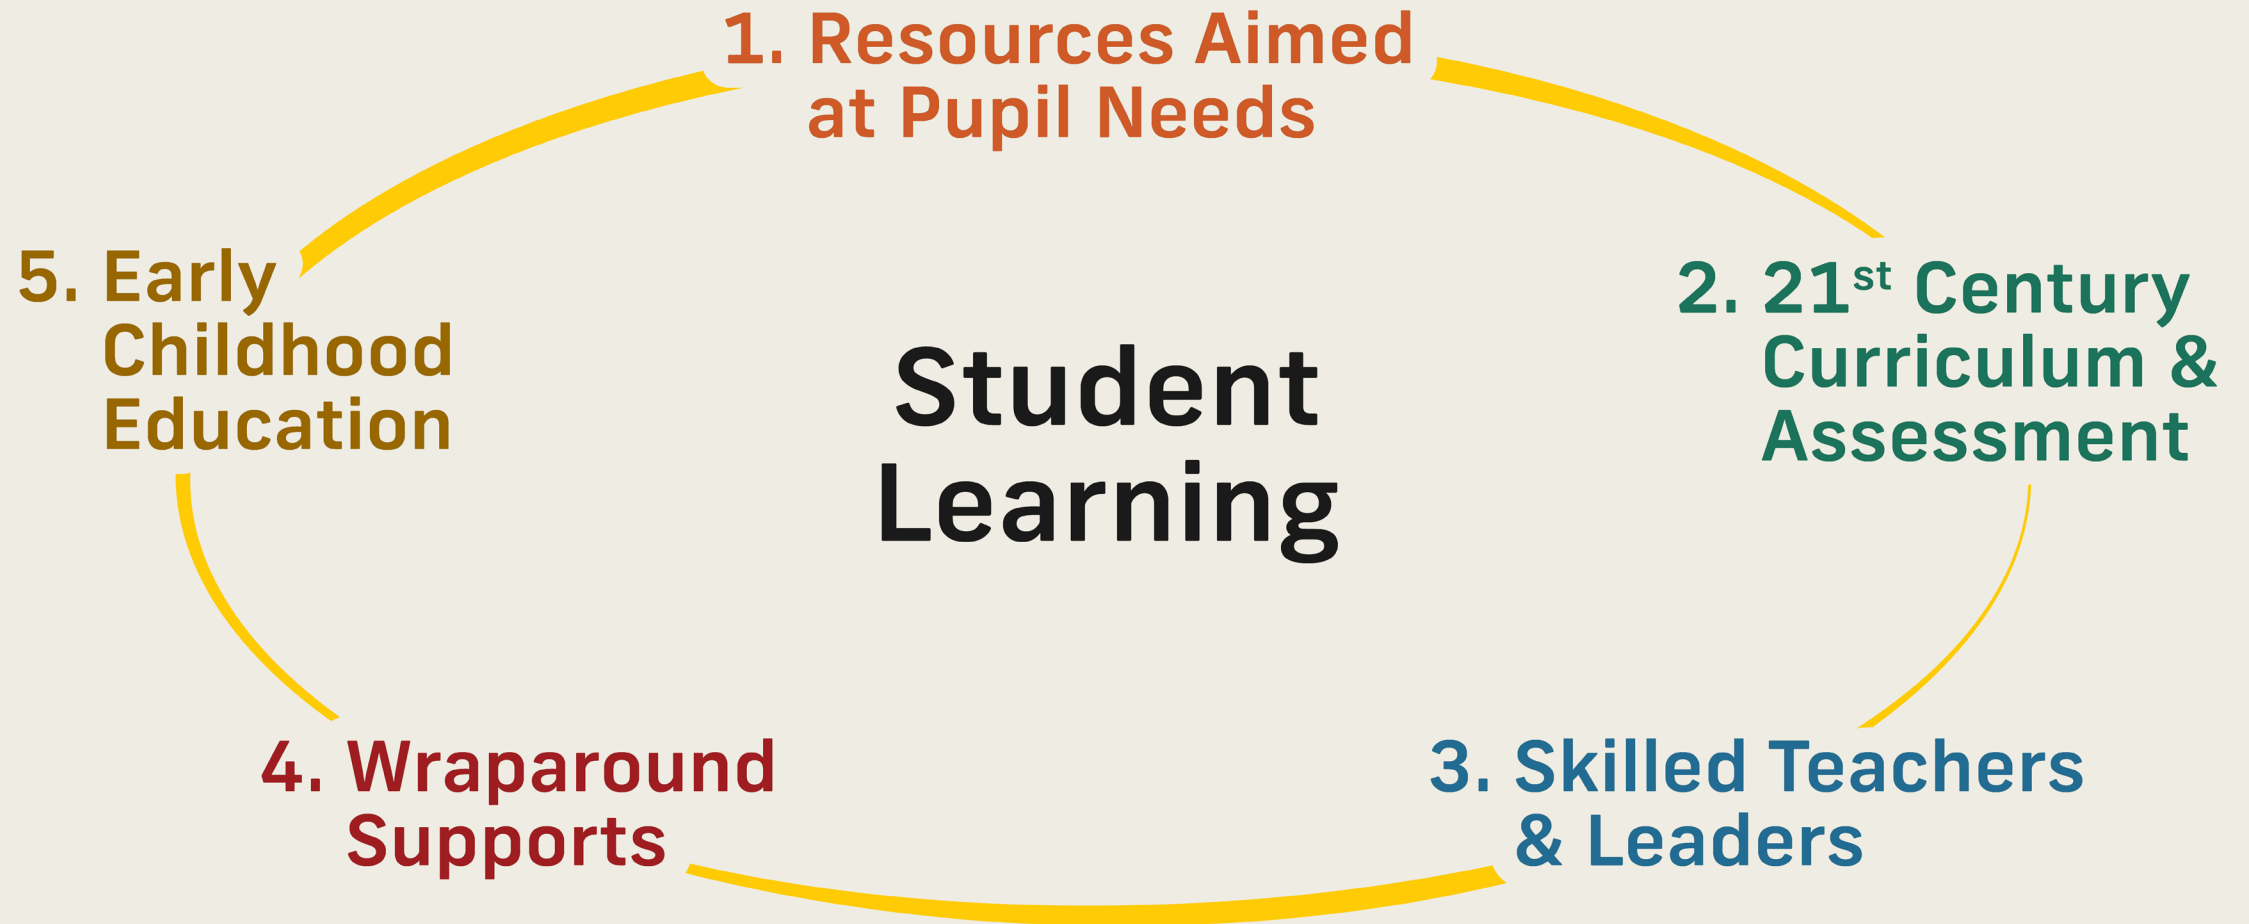 1. Resources Aimed
at Pupil Needs
2. 21st Century
Curriculum &
Assessment
3. Skilled Teachers
& Leaders
4. Wraparound
Supports
5. Early
Childhood
Education
Student
Learning